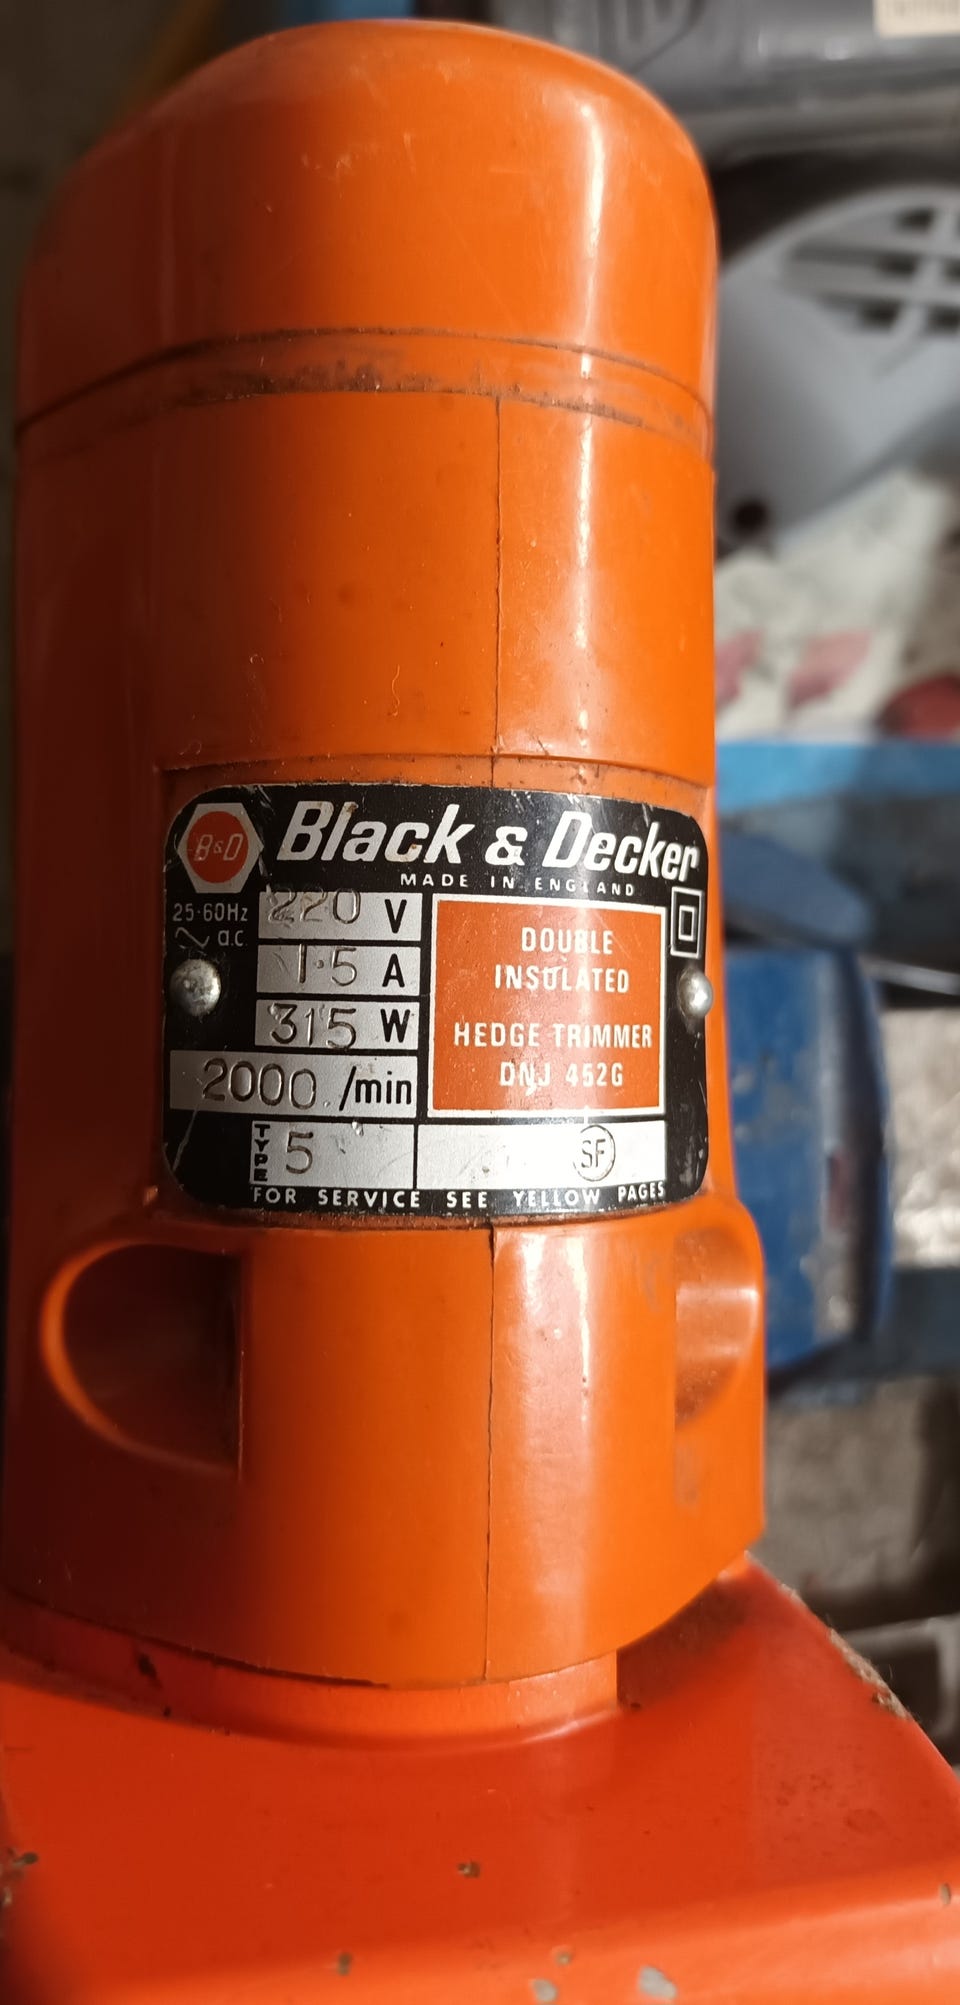 B&D Black & Decker
MADE IN ENGLAND
25-60Hz
a.c.
220 V
1·5 A
315 W
2000 /min
TYPE 5
DOUBLE
INSULATED
HEDGE TRIMMER
DNJ 452G
SF
FOR SERVICE SEE YELLOW PAGES